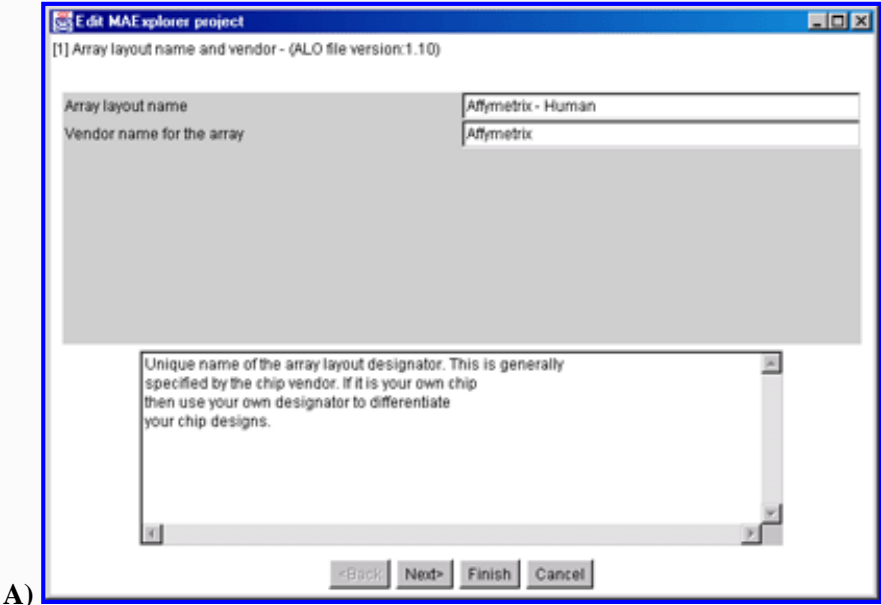 Edit MAExplorer project
[1] Array layout name and vendor - (ALO file version:1.10)
Array layout name Affymetrix - Human
Vendor name for the array Affymetrix
Unique name of the array layout designator. This is generally
specified by the chip vendor. If it is your own chip
then use your own designator to differentiate
your chip designs.
<Back Next> Finish Cancel
A)